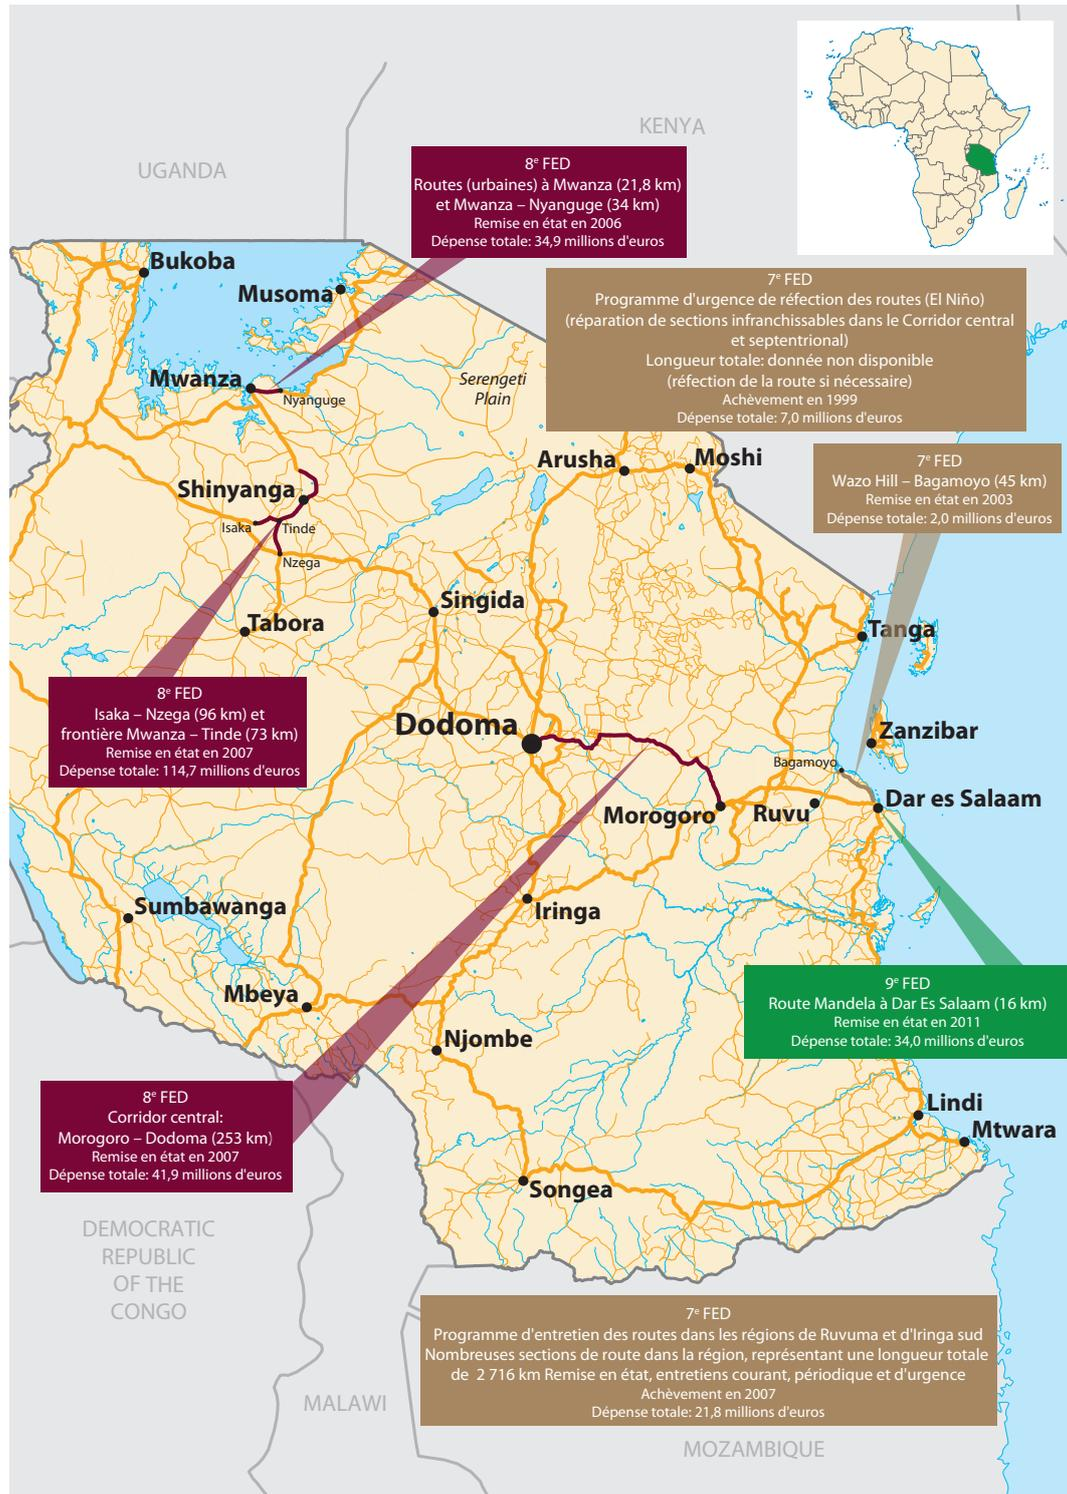 KENYA
UGANDA
8e FED
Routes (urbaines) à Mwanza (21,8 km)
et Mwanza – Nyanguge (34 km)
Remise en état en 2006
Dépense totale: 34,9 millions d'euros
Bukoba
Musoma
7e FED
Programme d'urgence de réfection des routes (El Niño)
(réparation de sections infranchissables dans le Corridor central
et septentrional)
Longueur totale: donnée non disponible
(réfection de la route si nécessaire)
Achèvement en 1999
Dépense totale: 7,0 millions d'euros
Mwanza
Nyanguge
Serengeti
Plain
Arusha
Moshi
7e FED
Wazo Hill – Bagamoyo (45 km)
Remise en état en 2003
Dépense totale: 2,0 millions d'euros
Shinyanga
Isaka
Tinde
Nzega
Singida
Tabora
Tanga
8e FED
Isaka – Nzega (96 km) et
frontière Mwanza – Tinde (73 km)
Remise en état en 2007
Dépense totale: 114,7 millions d'euros
Dodoma
Zanzibar
Bagamoyo
Dar es Salaam
Morogoro
Ruvu
Sumbawanga
Iringa
Mbeya
9e FED
Route Mandela à Dar Es Salaam (16 km)
Remise en état en 2011
Dépense totale: 34,0 millions d'euros
Njombe
8e FED
Corridor central:
Morogoro – Dodoma (253 km)
Remise en état en 2007
Dépense totale: 41,9 millions d'euros
Lindi
Mtwara
Songea
DEMOCRATIC
REPUBLIC
OF THE
CONGO
7e FED
Programme d'entretien des routes dans les régions de Ruvuma et d'Iringa sud
Nombreuses sections de route dans la région, représentant une longueur totale
de 2 716 km Remise en état, entretiens courant, périodique et d'urgence
Achèvement en 2007
Dépense totale: 21,8 millions d'euros
MALAWI
MOZAMBIQUE